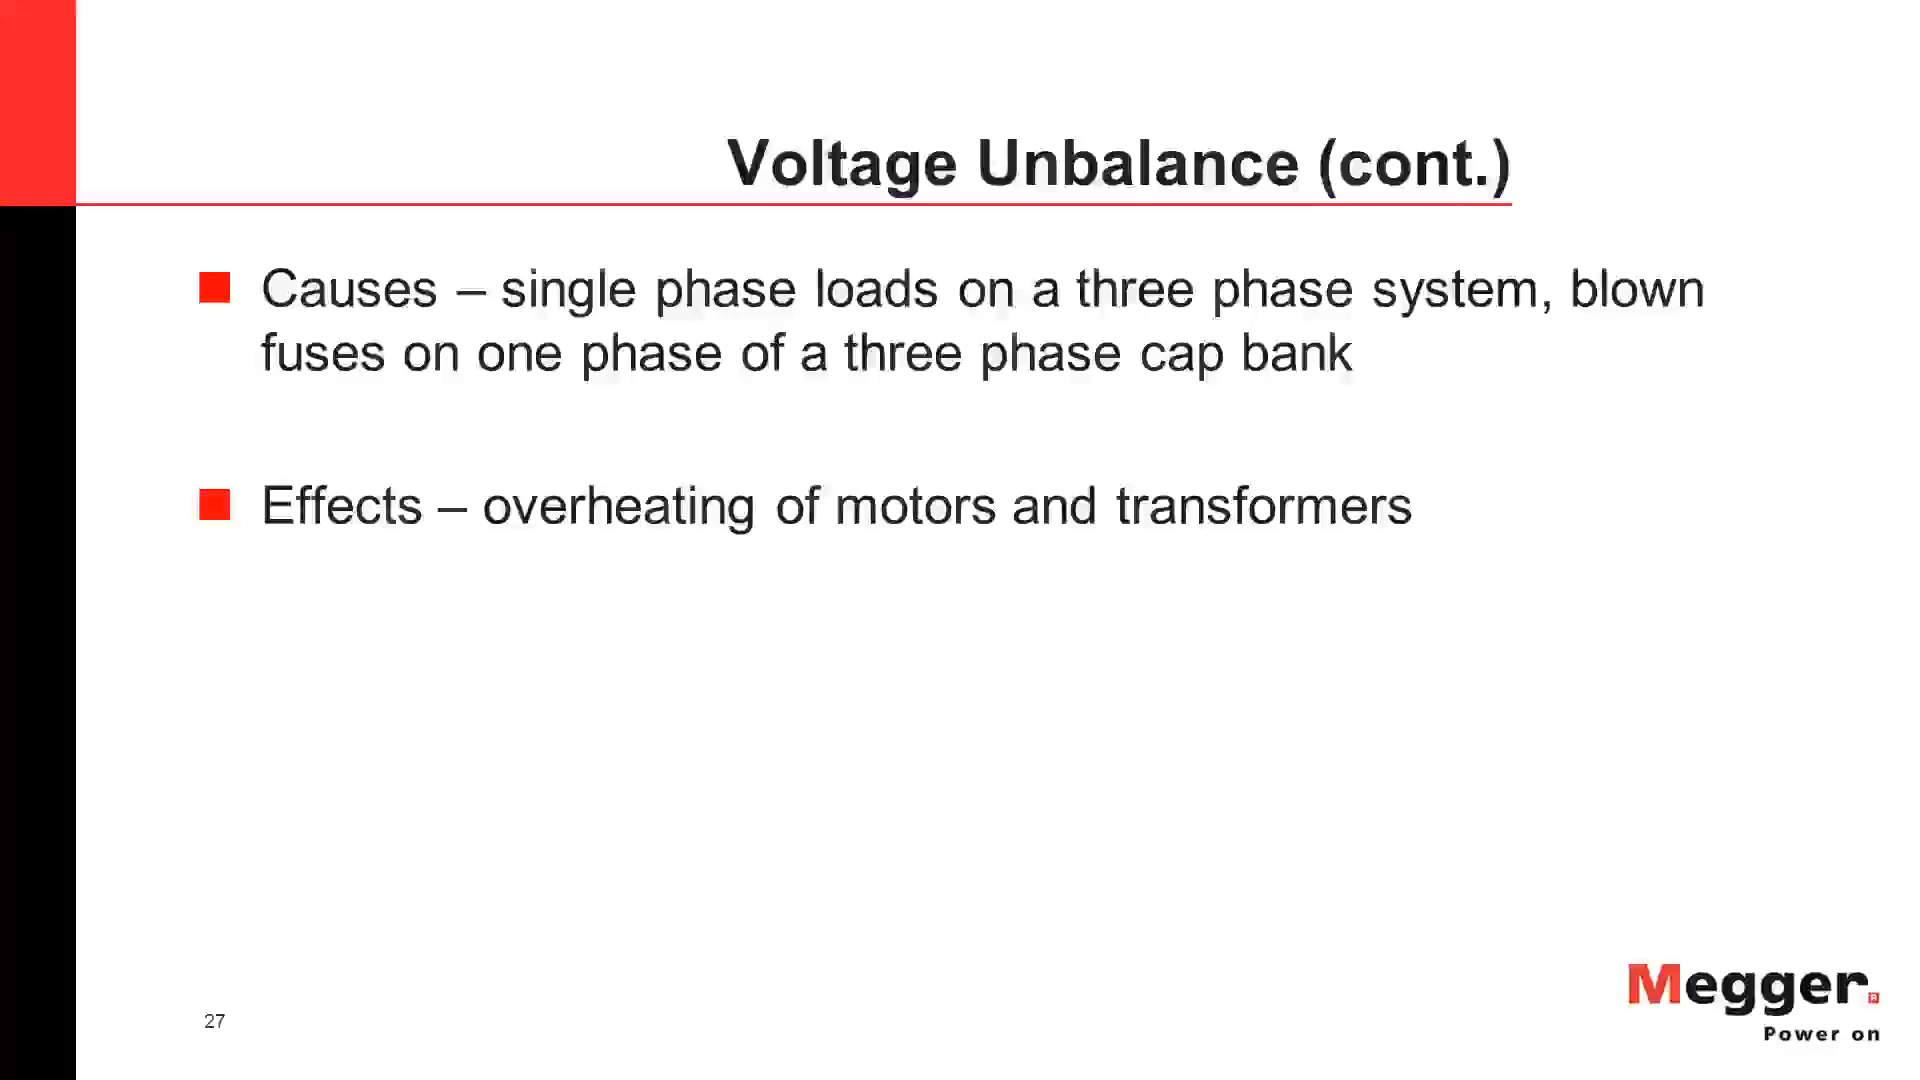 Voltage Unbalance (cont.)
Causes – single phase loads on a three phase system, blown
fuses on one phase of a three phase cap bank
Effects – overheating of motors and transformers
27
Megger®
Power on